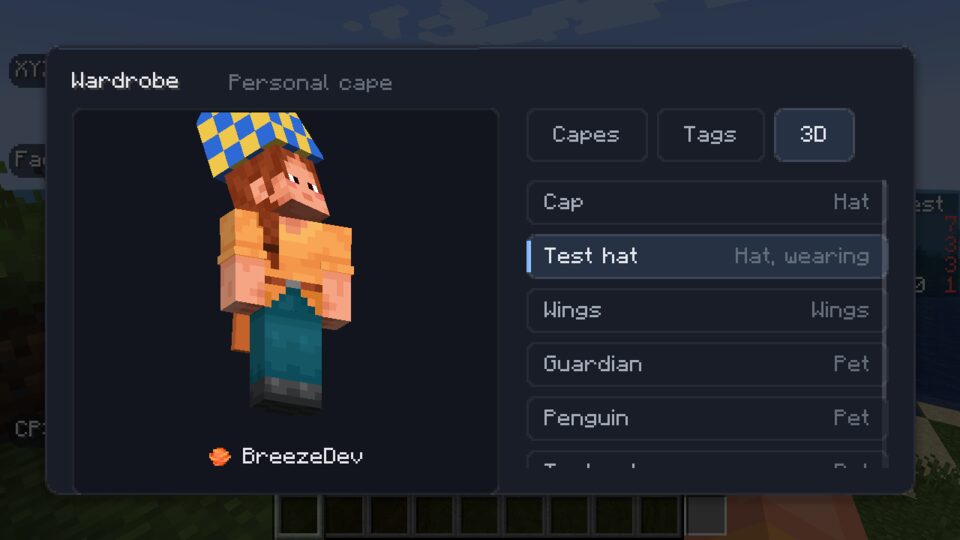 XYZ
Wardrobe
Personal cape
Capes
Tags
3D
Cap
Hat
Test hat
Hat, wearing
Wings
Wings
Guardian
Pet
Penguin
Pet
BreezeDev